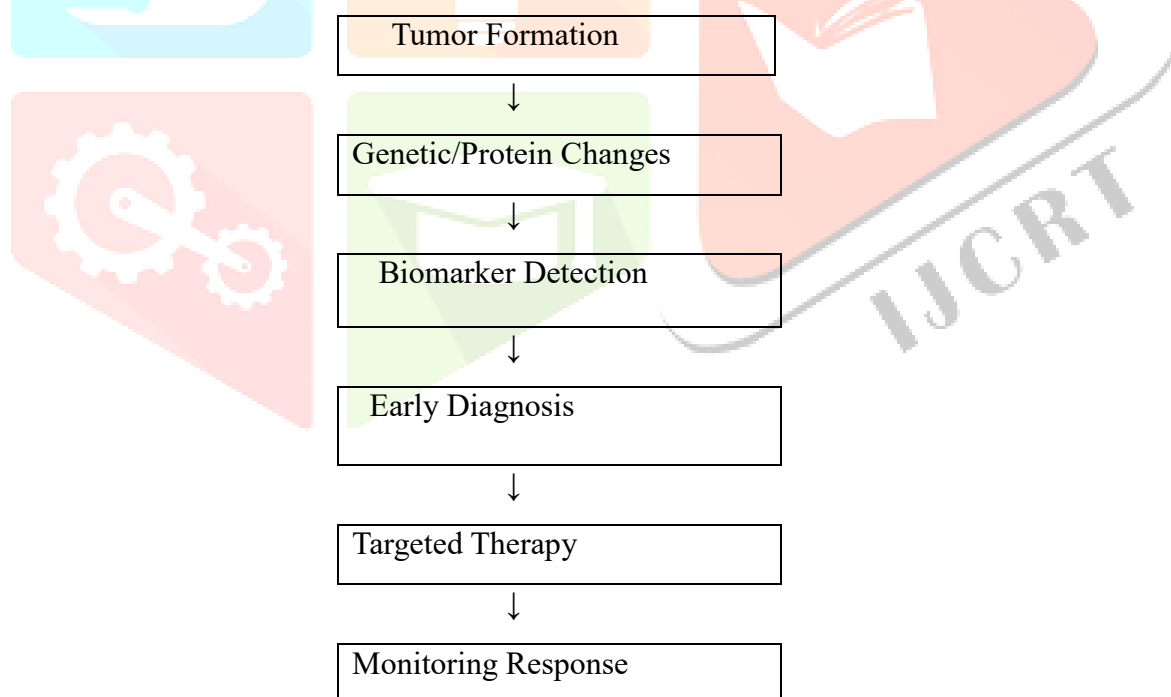 Tumor Formation
↓
Genetic/Protein Changes
↓
Biomarker Detection
↓
Early Diagnosis
↓
Targeted Therapy
↓
Monitoring Response
IJCRT